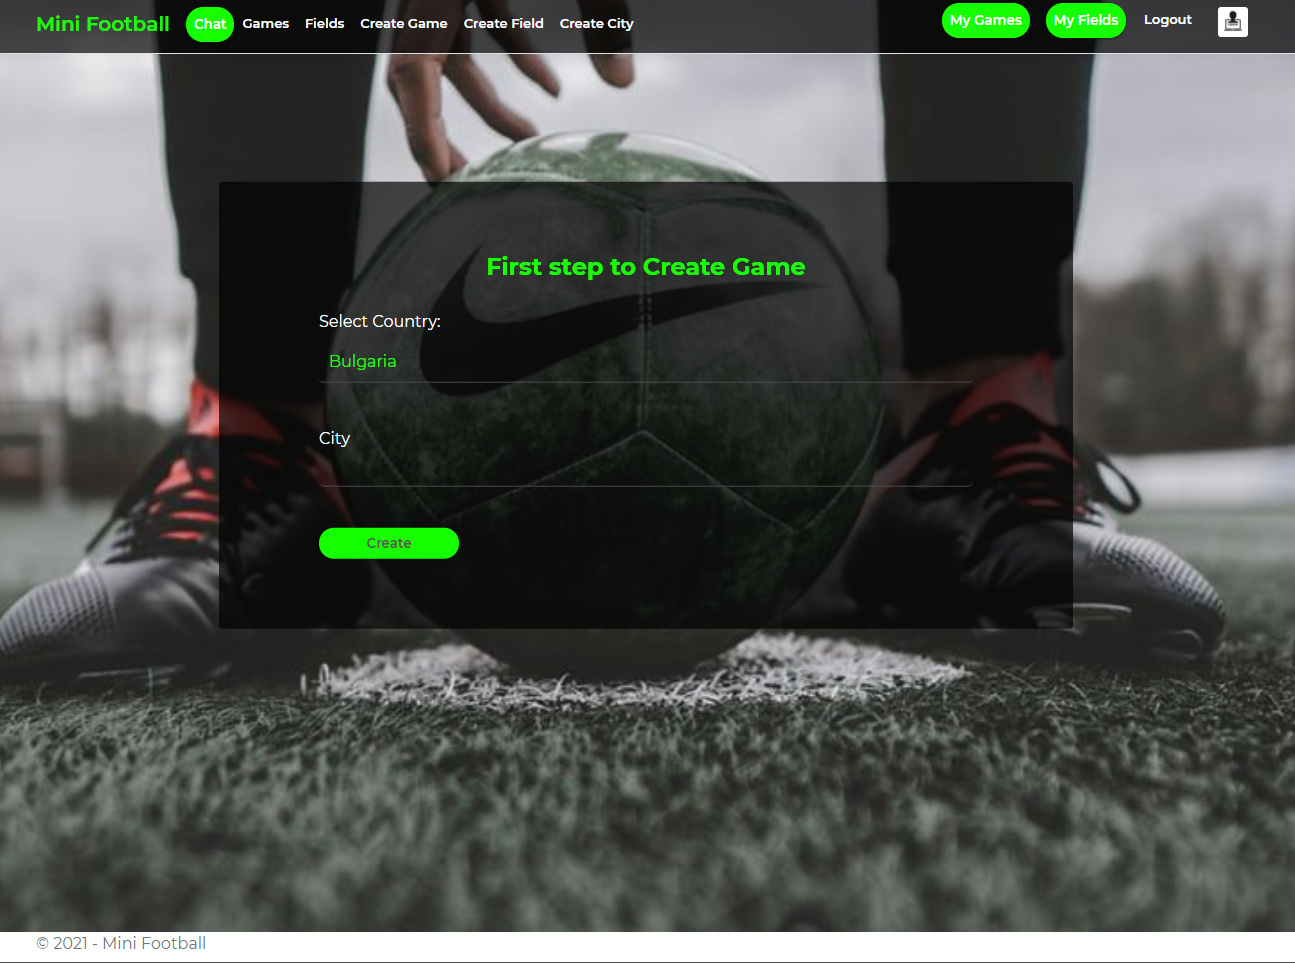 Mini Football Chat Games Fields Create Game Create Field Create City My Games My Fields Logout
First step to Create Game
Select Country:
Bulgaria
City
Create
© 2021 - Mini Football